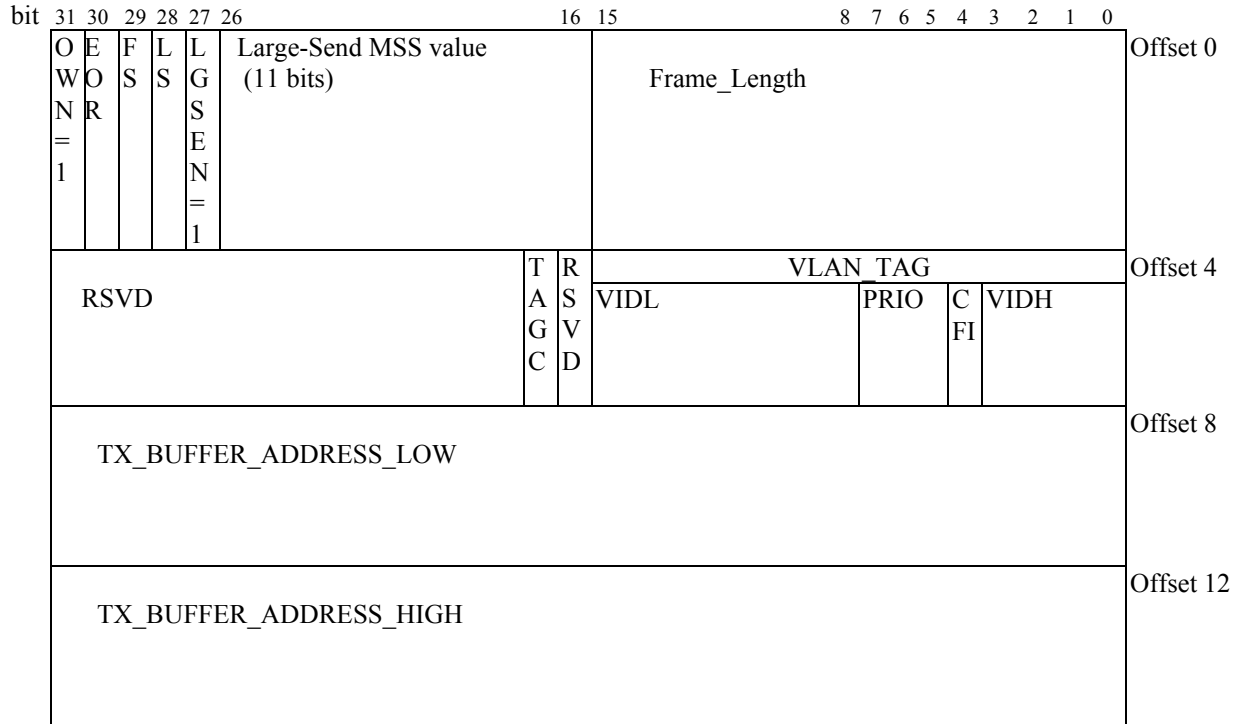 bit 31 30 29 28 27 26 16 15 8 7 6 5 4 3 2 1 0
O E F L L Large-Send MSS value Offset 0
W O S S G (11 bits) Frame_Length
N R S
= E
1 N
=
1
T R VLAN_TAG Offset 4
RSVD A S VIDL PRIO C VIDH
G V FI
C D
Offset 8
TX_BUFFER_ADDRESS_LOW
Offset 12
TX_BUFFER_ADDRESS_HIGH